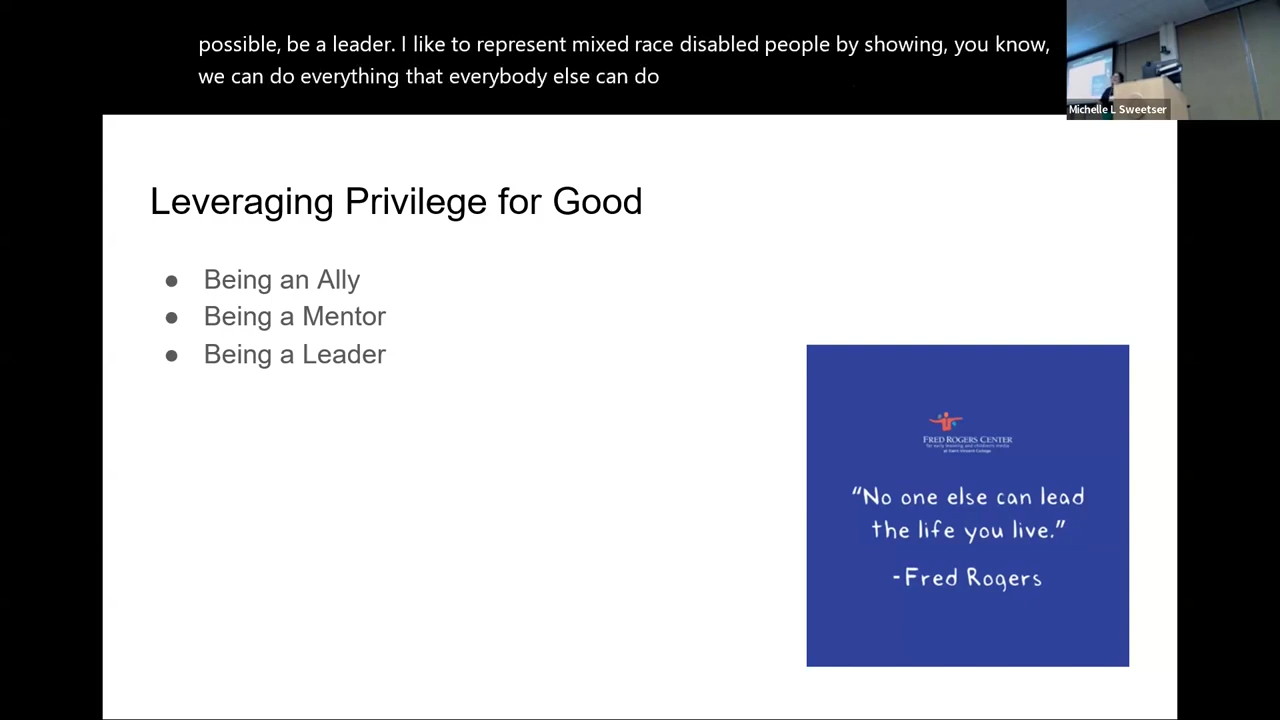 possible, be a leader. I like to represent mixed race disabled people by showing, you know,
we can do everything that everybody else can do
Michelle L Sweetser
Leveraging Privilege for Good
● Being an Ally
● Being a Mentor
● Being a Leader
FRED ROGERS CENTER
for early learning and children's media
at Saint Vincent College
“No one else can lead
the life you live.”
-Fred Rogers